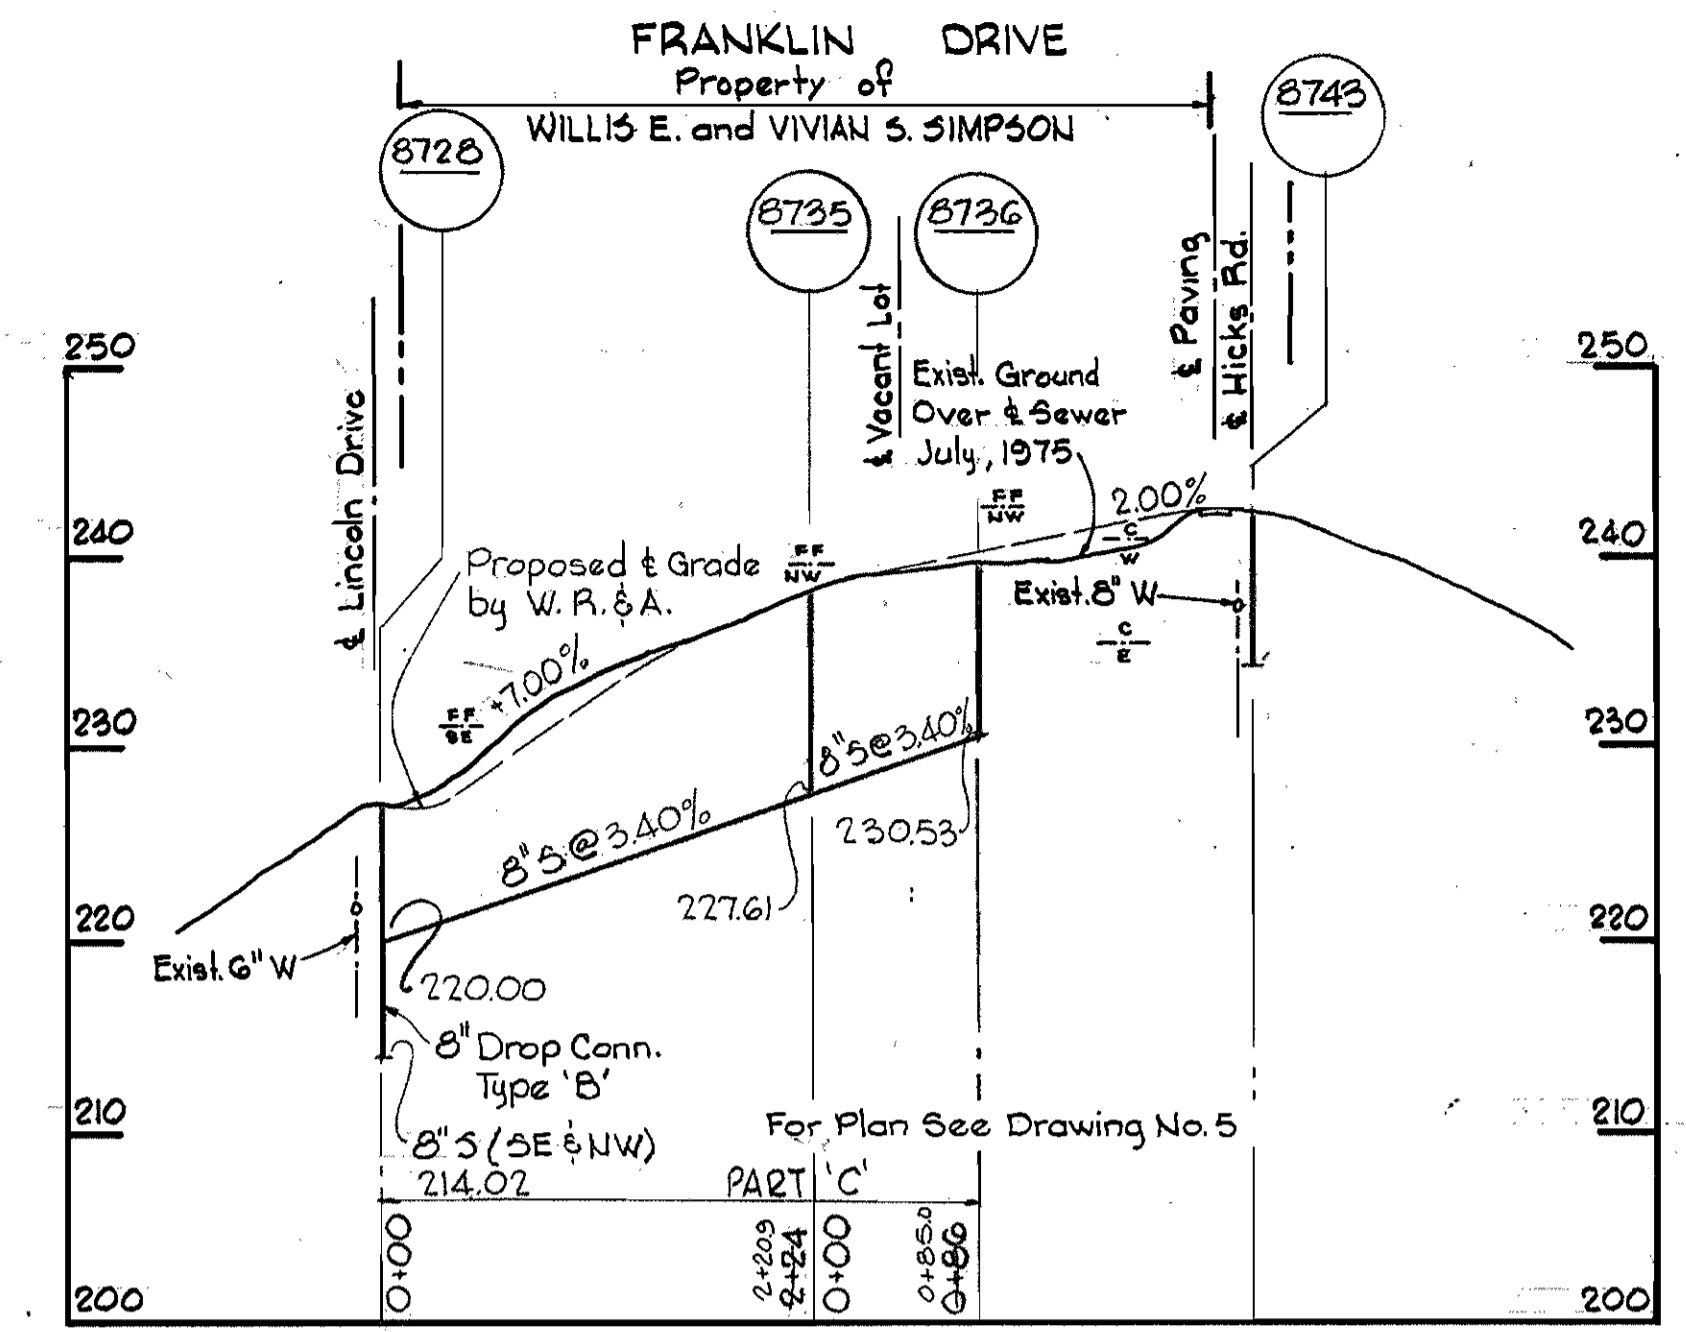 FRANKLIN DRIVE
Property of
WILLIS E. and VIVIAN S. SIMPSON
8728
8735
8736
8743
250
240
230
220
210
200
250
240
230
220
210
200
℄ Lincoln Drive
℄ Vacant Lot
℄ Paving
℄ Hicks Rd.
Exist. Ground
Over ℄ Sewer
July, 1975
FF
NW
2.00%
C
W
Proposed ℄ Grade
by W. R. & A.
FF
NW
Exist. 8" W
C
E
+7.00%
FF
SE
8" S @ 3.40%
8" S @ 3.40%
230.53
227.61
Exist. 6" W
220.00
8" Drop Conn.
Type 'B'
8" S (SE & NW)
214.02
For Plan See Drawing No. 5
PART 'C'
0+00
2+20.9
2+24
0+00
0+85.0
0+86